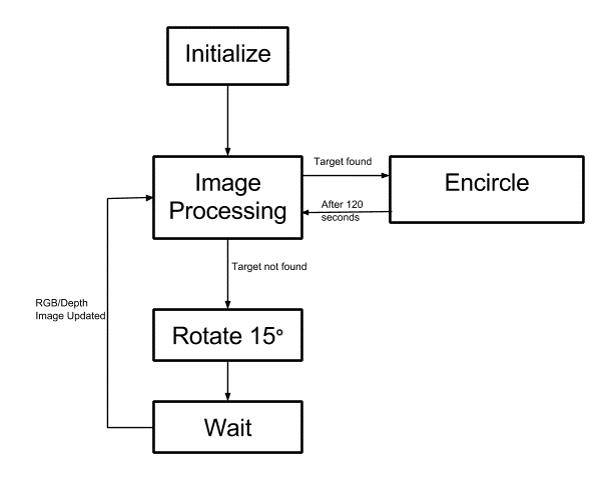 Initialize
Target found
Image
Processing
Encircle
After 120
seconds
Target not found
RGB/Depth
Image Updated
Rotate 15°
Wait